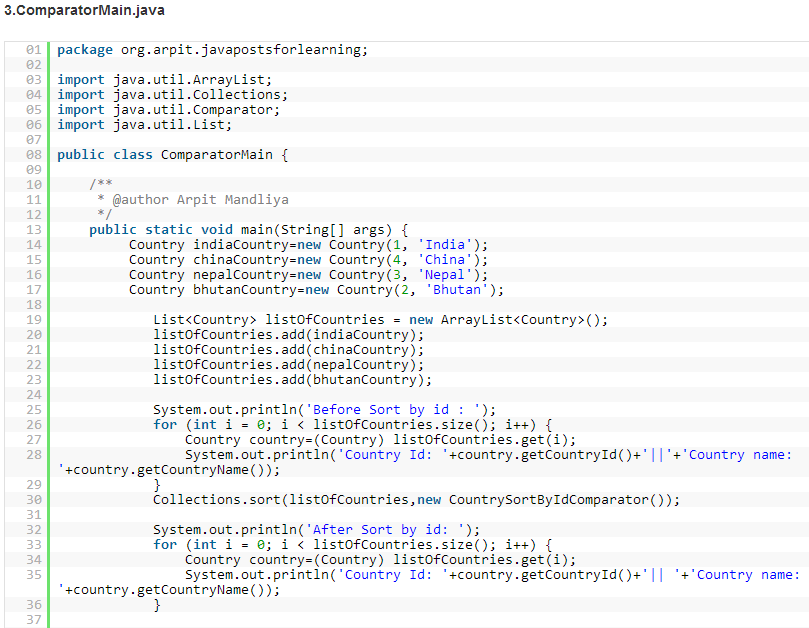 3.ComparatorMain.java
01 package org.arpit.javapostsforlearning;
02
03 import java.util.ArrayList;
04 import java.util.Collections;
05 import java.util.Comparator;
06 import java.util.List;
07
08 public class ComparatorMain {
09
10 /**
11 * @author Arpit Mandliya
12 */
13 public static void main(String[] args) {
14 Country indiaCountry=new Country(1, 'India');
15 Country chinaCountry=new Country(4, 'China');
16 Country nepalCountry=new Country(3, 'Nepal');
17 Country bhutanCountry=new Country(2, 'Bhutan');
18
19 List<Country> listOfCountries = new ArrayList<Country>();
20 listOfCountries.add(indiaCountry);
21 listOfCountries.add(chinaCountry);
22 listOfCountries.add(nepalCountry);
23 listOfCountries.add(bhutanCountry);
24
25 System.out.println('Before Sort by id : ');
26 for (int i = 0; i < listOfCountries.size(); i++) {
27 Country country=(Country) listOfCountries.get(i);
28 System.out.println('Country Id: '+country.getCountryId()+'||'+'Country name:
'+country.getCountryName());
29 }
30 Collections.sort(listOfCountries,new CountrySortByIdComparator());
31
32 System.out.println('After Sort by id: ');
33 for (int i = 0; i < listOfCountries.size(); i++) {
34 Country country=(Country) listOfCountries.get(i);
35 System.out.println('Country Id: '+country.getCountryId()+'|| '+'Country name:
'+country.getCountryName());
36 }
37